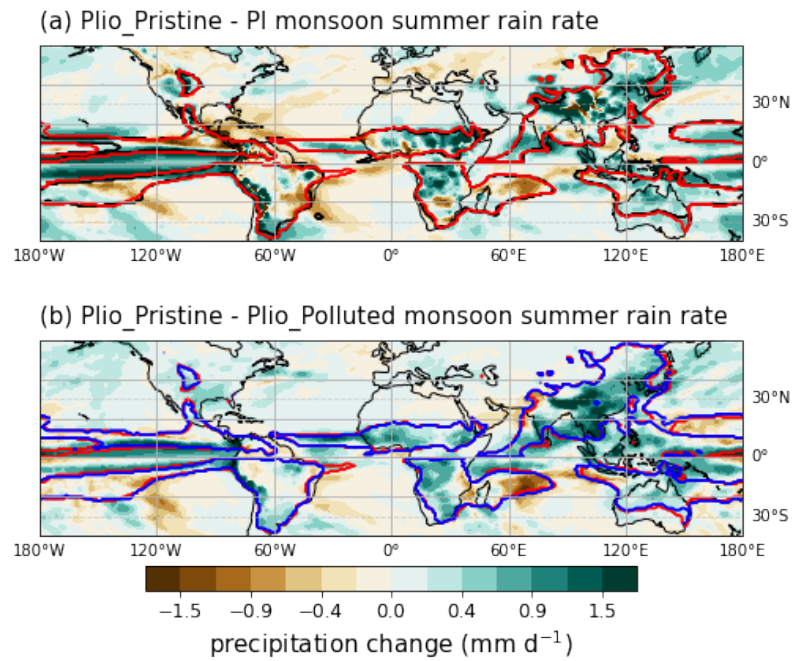 (a) Plio_Pristine - PI monsoon summer rain rate
30°N
0°
30°S
180°W 120°W 60°W 0° 60°E 120°E 180°E
(b) Plio_Pristine - Plio_Polluted monsoon summer rain rate
30°N
0°
30°S
180°W 120°W 60°W 0° 60°E 120°E 180°E
−1.5 −0.9 −0.4 0.0 0.4 0.9 1.5
precipitation change (mm d⁻¹)